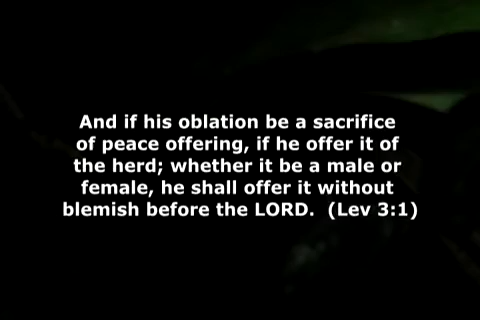 And if his oblation be a sacrifice
of peace offering, if he offer it of
the herd; whether it be a male or
female, he shall offer it without
blemish before the LORD.  (Lev 3:1)